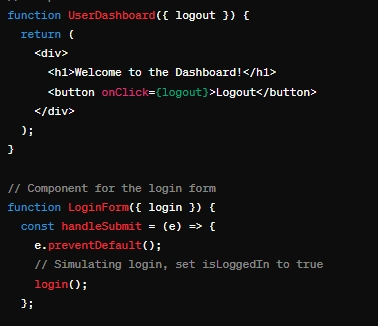 function UserDashboard({ logout }) {
  return (
    <div>
      <h1>Welcome to the Dashboard!</h1>
      <button onClick={logout}>Logout</button>
    </div>
  );
}

// Component for the login form
function LoginForm({ login }) {
  const handleSubmit = (e) => {
    e.preventDefault();
    // Simulating login, set isLoggedIn to true
    login();
  };